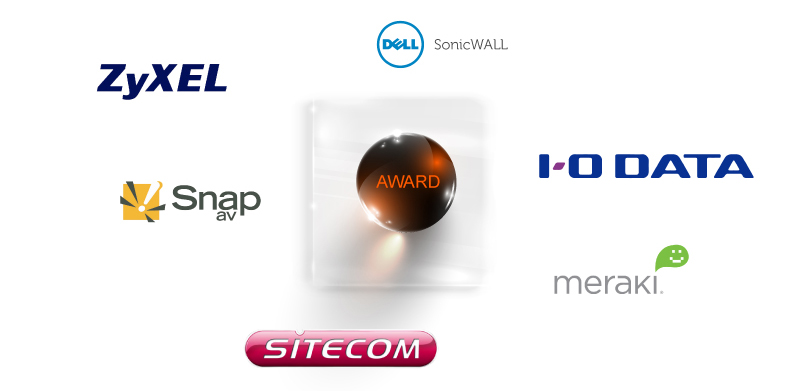 DELL SonicWALL
ZyXEL
I-O DATA
AWARD
Snap
av
meraki.
SITECOM